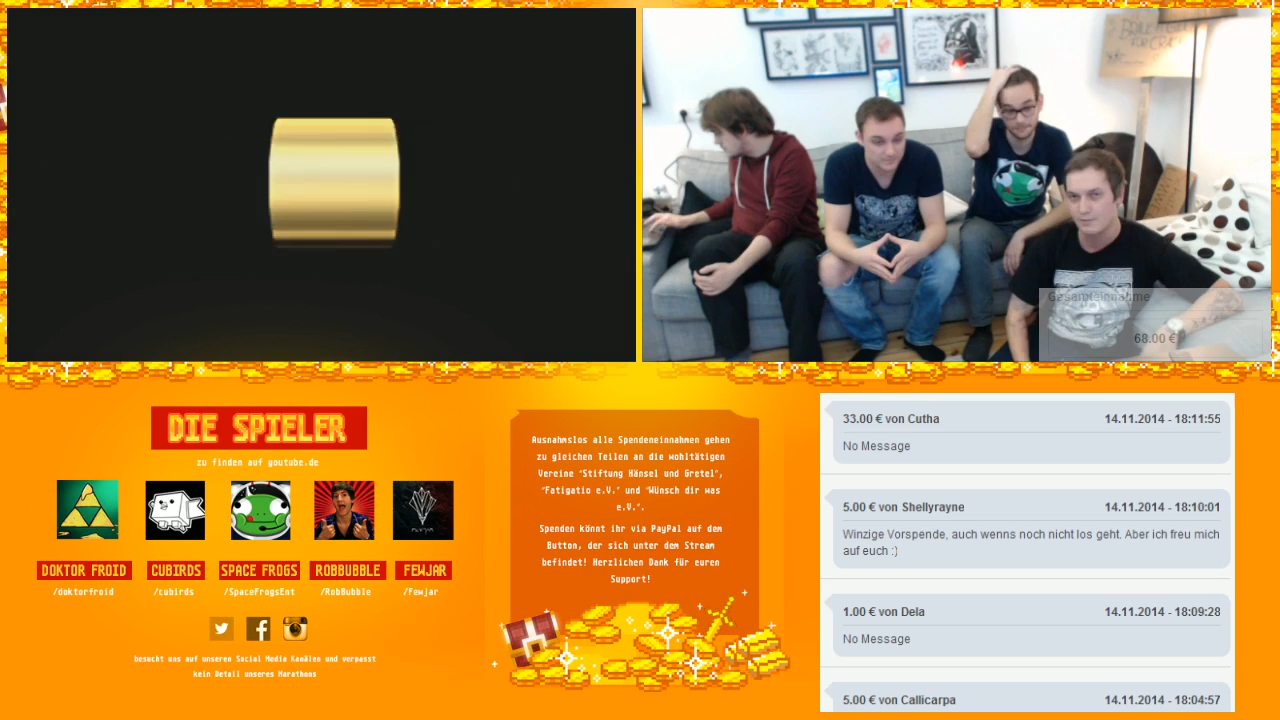 BRILLE
FOR CRA
Gesamteinnahme
68.00 €
DIE SPIELER
zu finden auf youtube.de
DOKTOR FROID
CUBIRDS
SPACE FROGS
ROBBUBBLE
FEWJAR
/doktorfroid
/cubirds
/SpaceFrogsEnt
/RobBubble
/Fewjar
besucht uns auf unseren Social Media Kanälen und verpasst
kein Detail unseres Marathons
Ausnahmslos alle Spendeneinnahmen gehen
zu gleichen Teilen an die wohltätigen
Vereine "Stiftung Hänsel und Gretel",
"Fatigatio e.V." und "Wünsch dir was
e.V.".
Spenden könnt ihr via PayPal auf dem
Button, der sich unter dem Stream
befindet! Herzlichen Dank für euren
Support!
33.00 € von Cutha 14.11.2014 - 18:11:55
No Message
5.00 € von Shellyrayne 14.11.2014 - 18:10:01
Winzige Vorspende, auch wenns noch nicht los geht. Aber ich freu mich
auf euch :)
1.00 € von Dela 14.11.2014 - 18:09:28
No Message
5.00 € von Callicarpa 14.11.2014 - 18:04:57